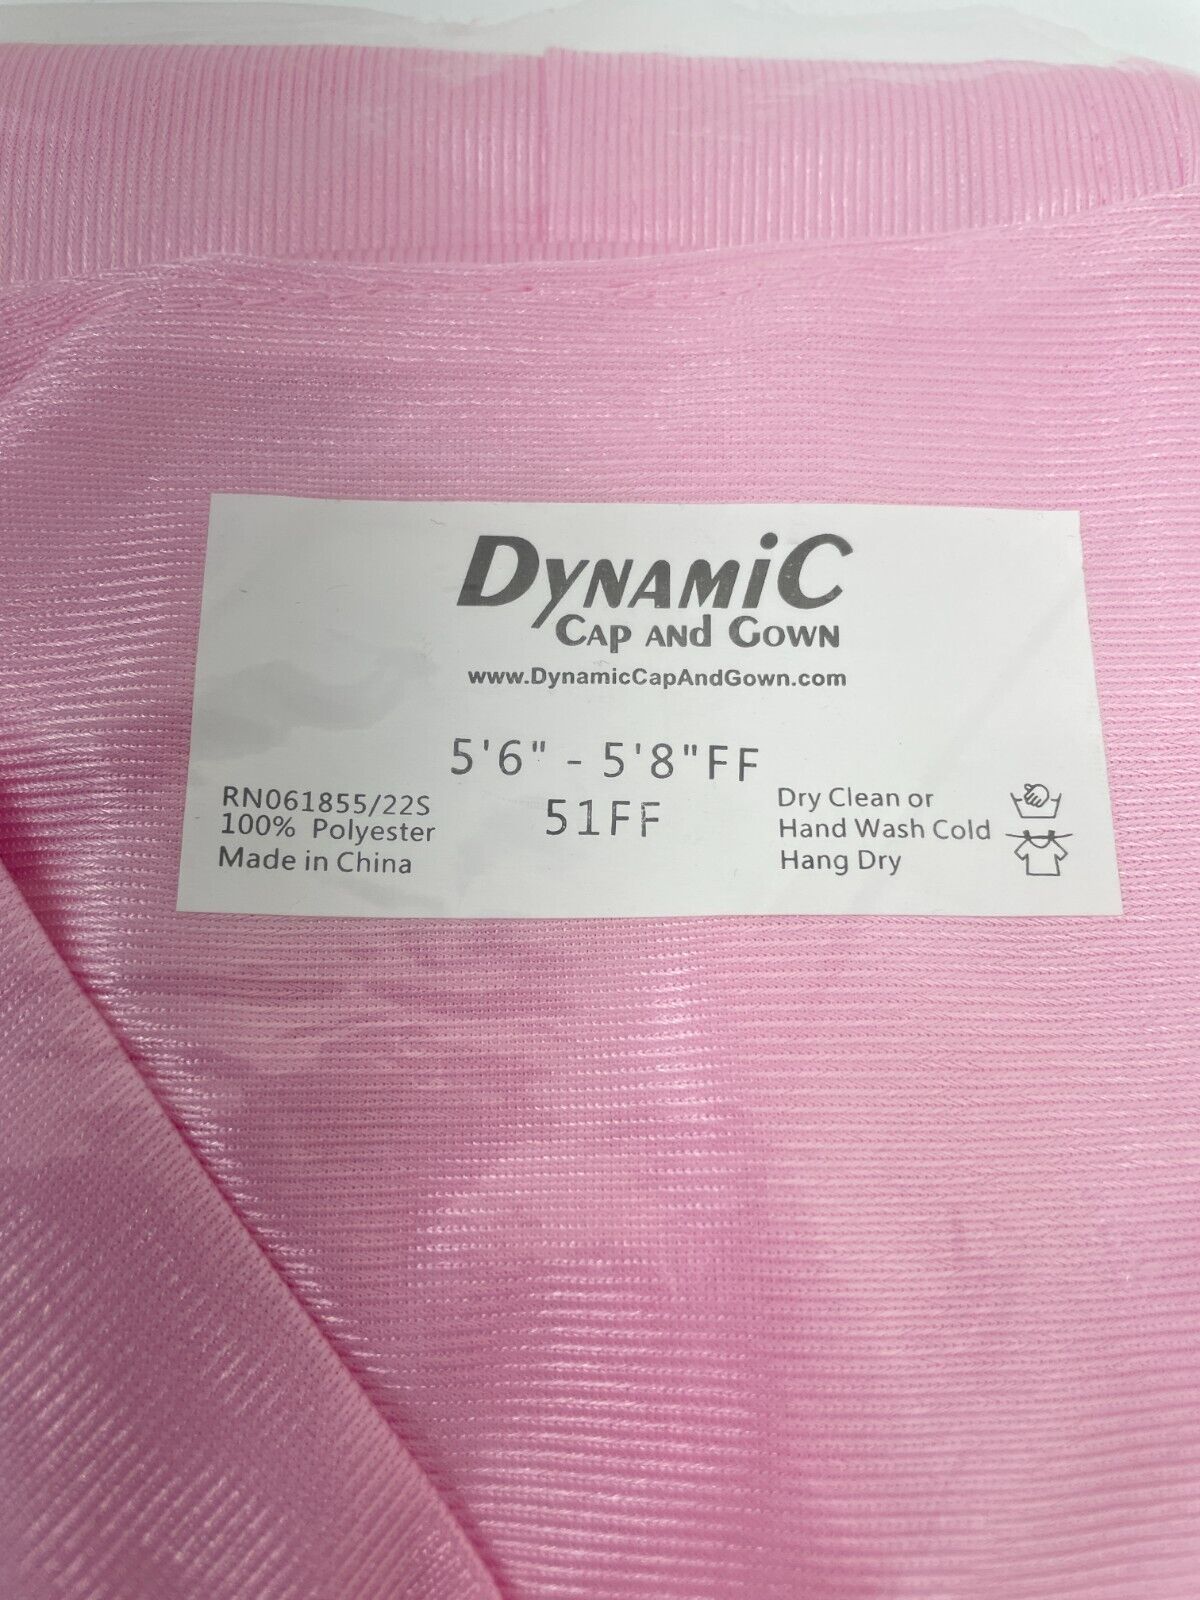 DYNAMiC
CAP ANd GOWN
www.DynamicCapAndGown.com
5'6" - 5'8"FF
51FF
RN061855/22S
100% Polyester
Made in China
Dry Clean or
Hand Wash Cold
Hang Dry